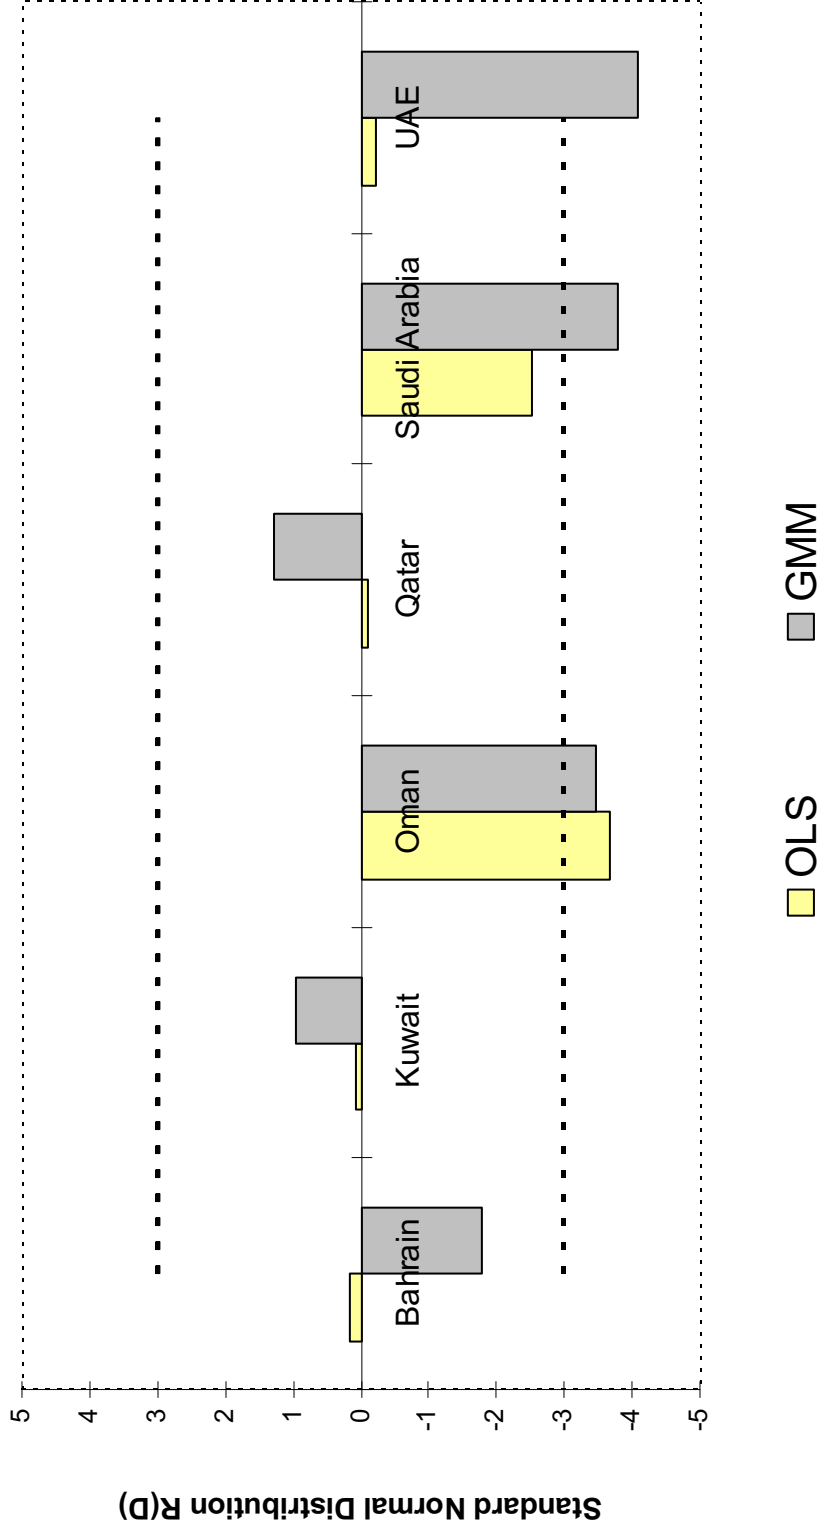 Standard Normal Distribution R(D)
5
4
3
2
1
0
-1
-2
-3
-4
-5
Bahrain
Kuwait
Oman
Qatar
Saudi Arabia
UAE
OLS
GMM